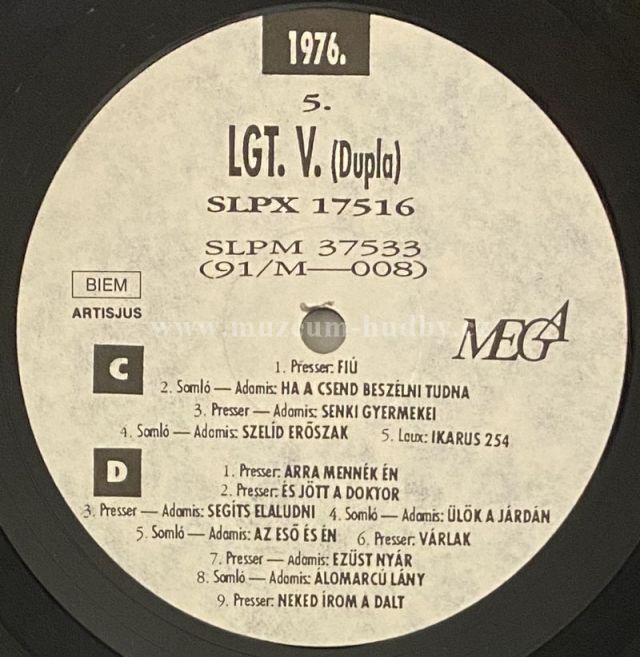 1976.
5.
LGT. V. (Dupla)
SLPX 17516
SLPM 37533
(91/M—008)
BIEM
ARTISJUS
MEGA
C
1. Presser: FIÚ
2. Somló — Adamis: HA A CSEND BESZÉLNI TUDNA
3. Presser — Adamis: SENKI GYERMEKEI
4. Somló — Adamis: SZELÍD ERŐSZAK 5. Laux: IKARUS 254
D
1. Presser: ARRA MENNÉK ÉN
2. Presser: ÉS JÖTT A DOKTOR
3. Presser — Adamis: SEGÍTS ELALUDNI 4. Somló — Adamis: ÜLÖK A JÁRDÁN
5. Somló — Adamis: AZ ESŐ ÉS ÉN 6. Presser: VÁRLAK
7. Presser — Adamis: EZÜST NYÁR
8. Somló — Adamis: ÁLOMARCÚ LÁNY
9. Presser: NEKED ÍROM A DALT